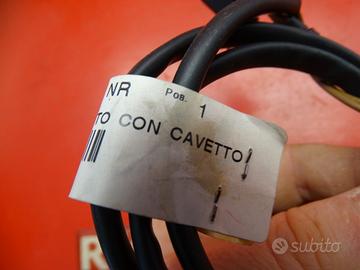 NR Pos. 1
TO CON CAVETTO
R
subito